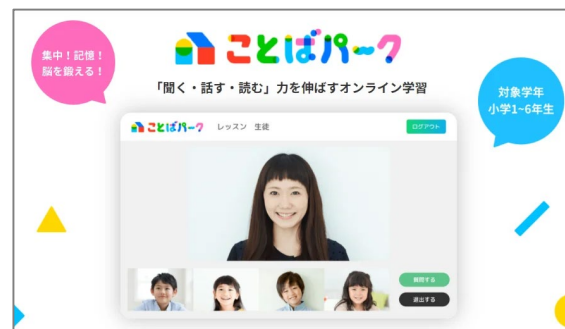 集中!記憶!
脳を鍛える!
ことばパーク
「聞く・話す・読む」力を伸ばすオンライン学習
対象学年
小学1~6年生
ことばパーク レッスン 生徒 ログアウト
質問する
退出する